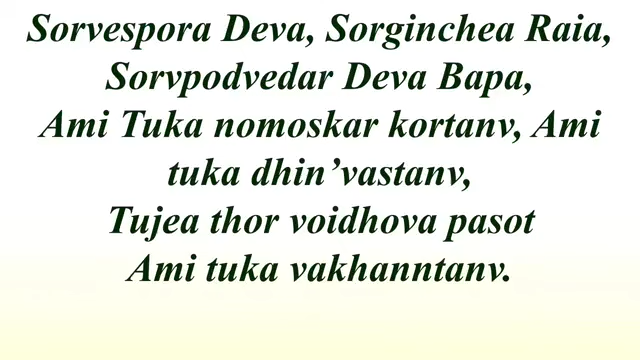 Sorvespora Deva, Sorginchea Raia,
Sorvpodvedar Deva Bapa,
Ami Tuka nomoskar kortanv, Ami
tuka dhin’vastanv,
Tujea thor voidhova pasot
Ami tuka vakhanntanv.